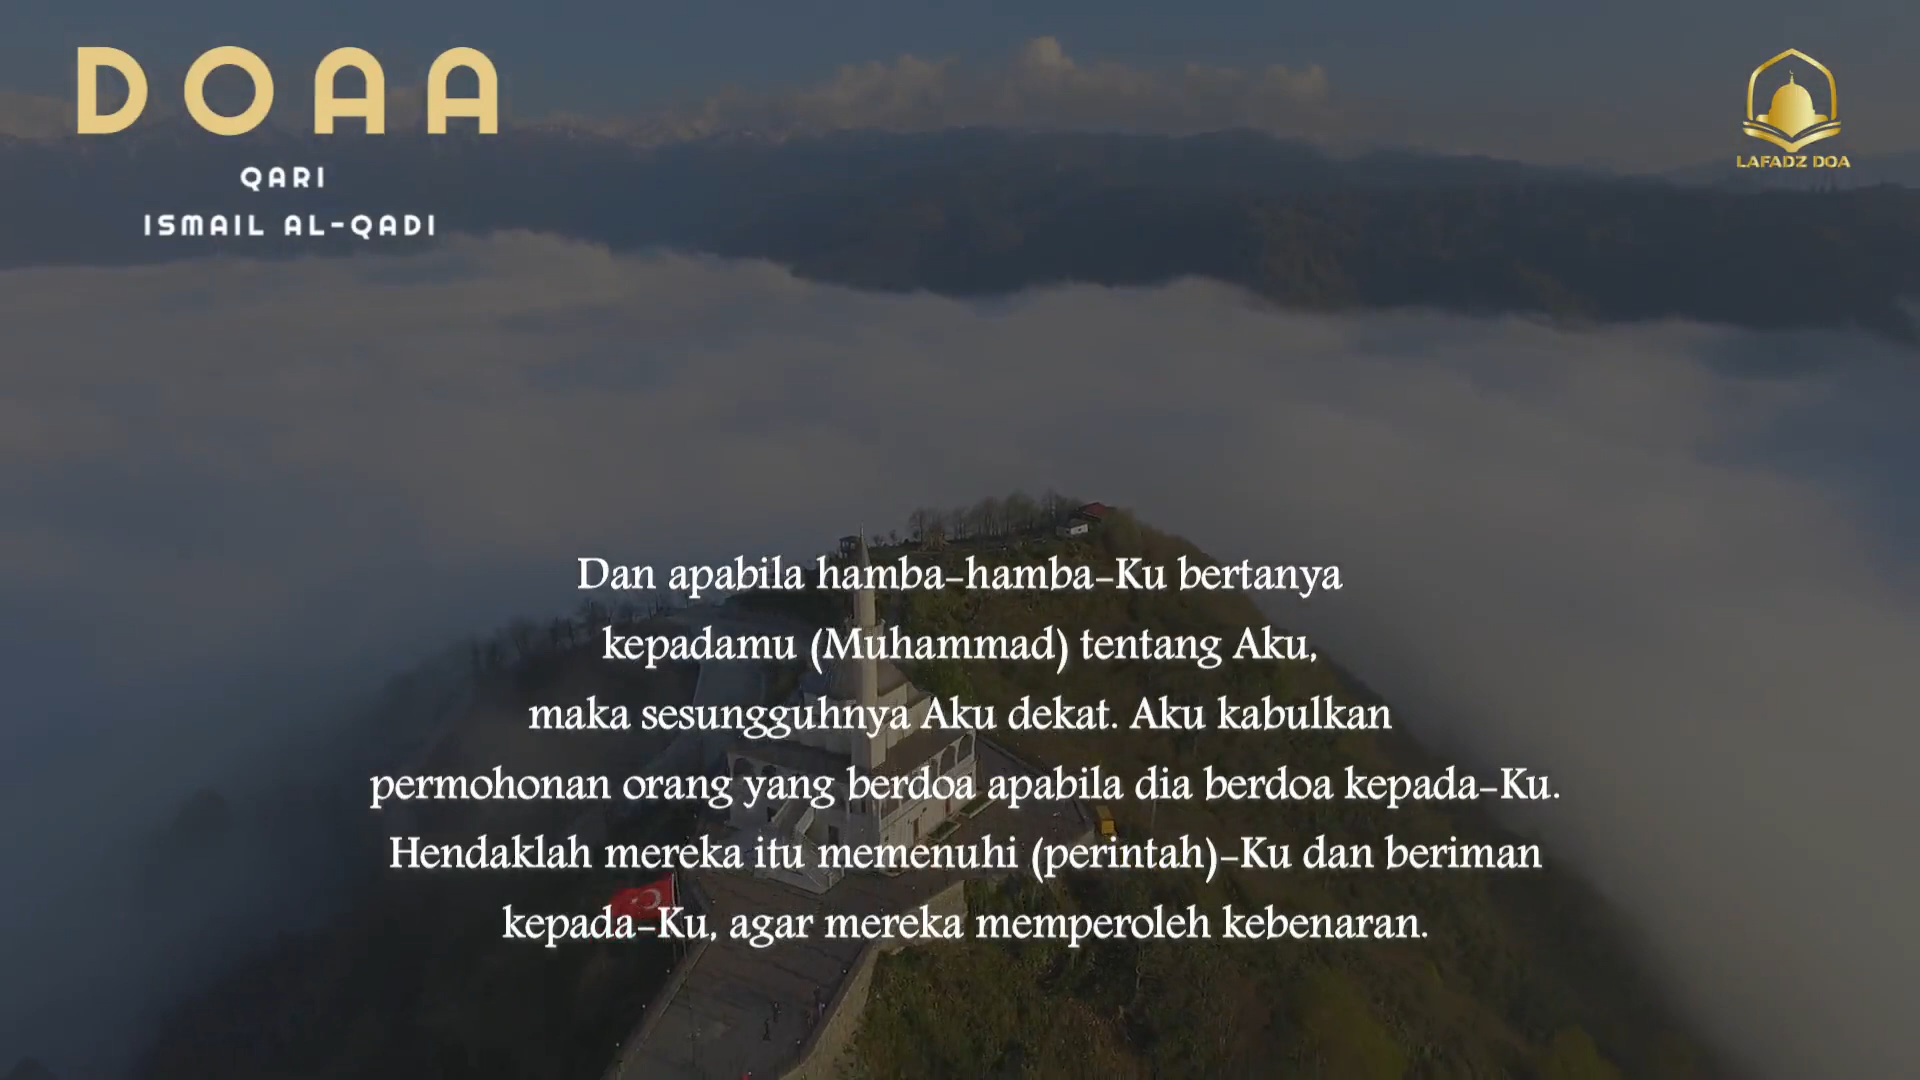 DOAA
QARI
ISMAIL AL-QADI
LAFADZ DOA
Dan apabila hamba-hamba-Ku bertanya
kepadamu (Muhammad) tentang Aku,
maka sesungguhnya Aku dekat. Aku kabulkan
permohonan orang yang berdoa apabila dia berdoa kepada-Ku.
Hendaklah mereka itu memenuhi (perintah)-Ku dan beriman
kepada-Ku, agar mereka memperoleh kebenaran.